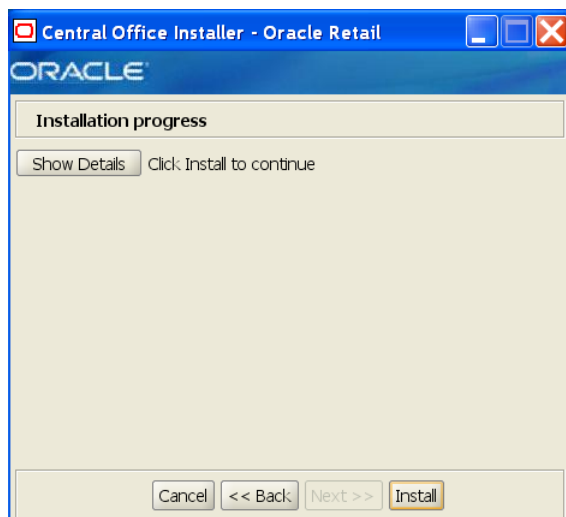 Central Office Installer - Oracle Retail
ORACLE
Installation progress
Show Details Click Install to continue
Cancel << Back Next >> Install